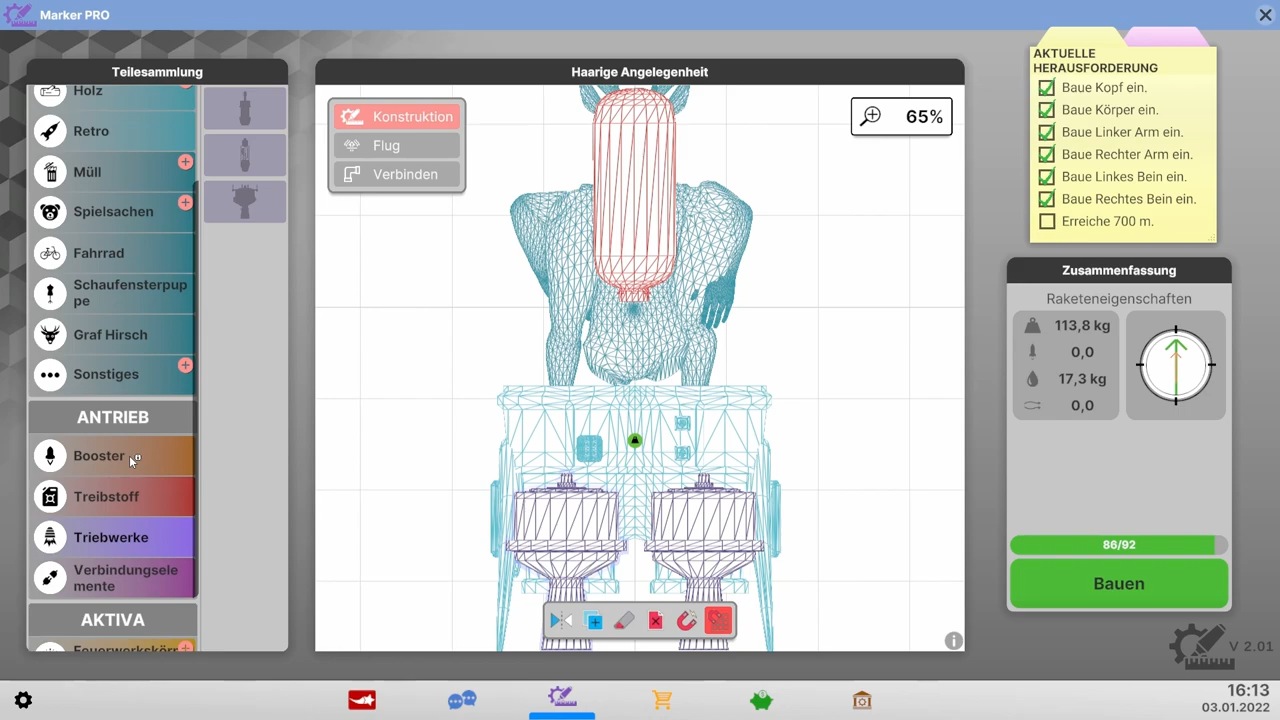 Marker PRO
Teilesammlung
Holz
Retro
Müll
Spielsachen
Fahrrad
Schaufensterpup
pe
Graf Hirsch
Sonstiges
ANTRIEB
Booster
Treibstoff
Triebwerke
Verbindungsele
mente
AKTIVA
Feuerwerkskörr
Haarige Angelegenheit
Konstruktion
Flug
Verbinden
65%
AKTUELLE
HERAUSFORDERUNG
Baue Kopf ein.
Baue Körper ein.
Baue Linker Arm ein.
Baue Rechter Arm ein.
Baue Linkes Bein ein.
Baue Rechtes Bein ein.
Erreiche 700 m.
Zusammenfassung
Raketeneigenschaften
113,8 kg
0,0
17,3 kg
0,0
86/92
Bauen
V 2.01
16:13
03.01.2022